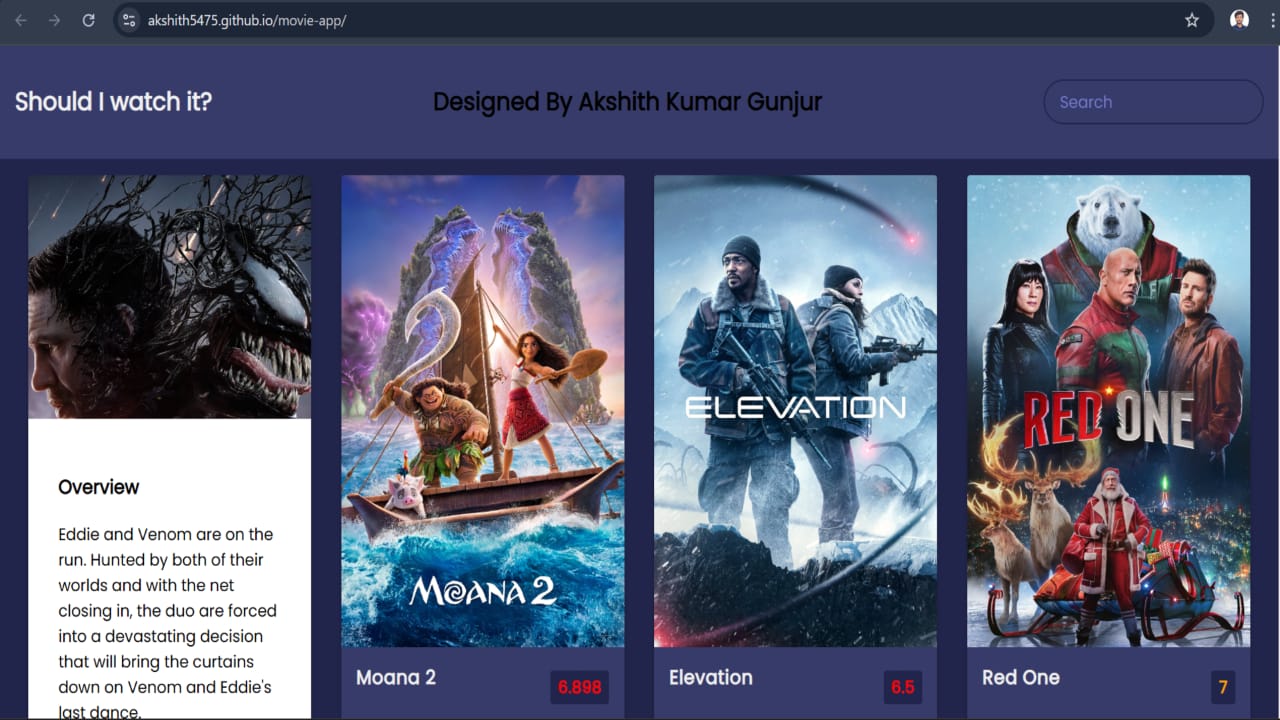 akshith5475.github.io/movie-app/
Should I watch it?
Designed By Akshith Kumar Gunjur
Search
Overview
Eddie and Venom are on the
run. Hunted by both of their
worlds and with the net
closing in, the duo are forced
into a devastating decision
that will bring the curtains
down on Venom and Eddie's
last dance.
MOANA 2
Moana 2
6.898
ELEVATION
Elevation
6.5
RED ONE
Red One
7